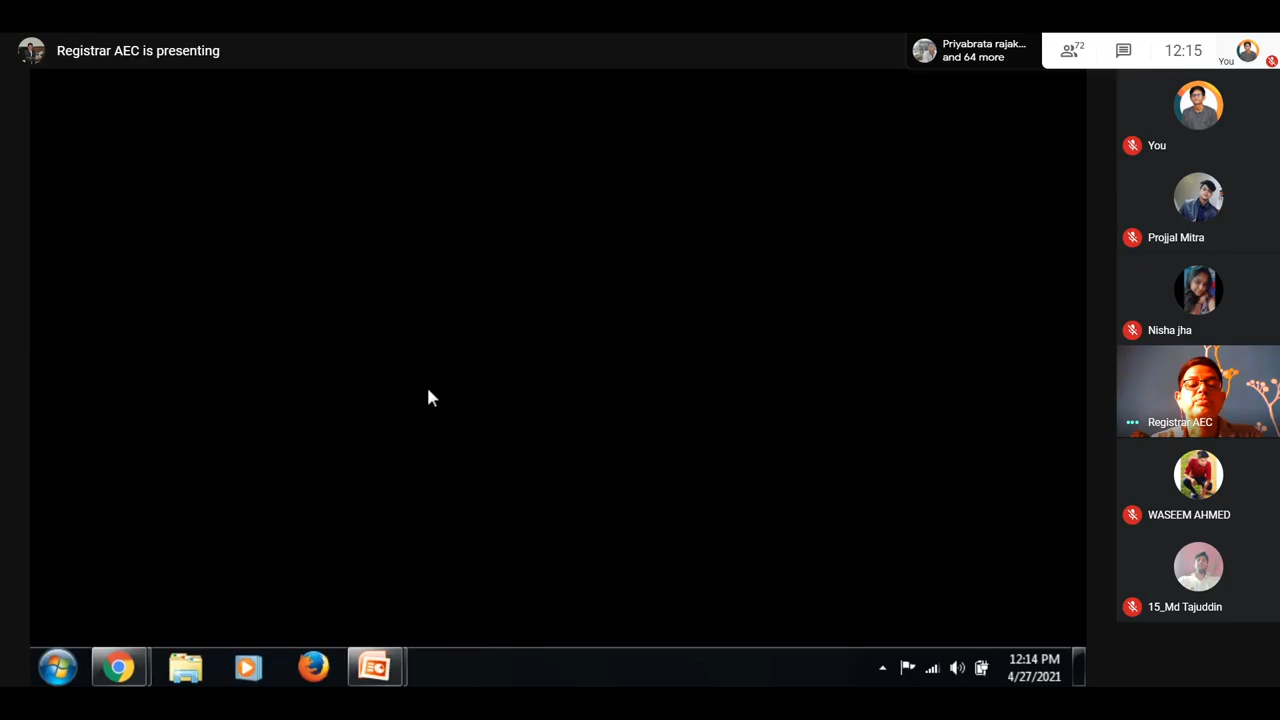 Registrar AEC is presenting
Priyabrata rajak...
and 64 more
72
12:15
You
You
Projjal Mitra
Nisha jha
Registrar AEC
WASEEM AHMED
15_Md Tajuddin
12:14 PM
4/27/2021